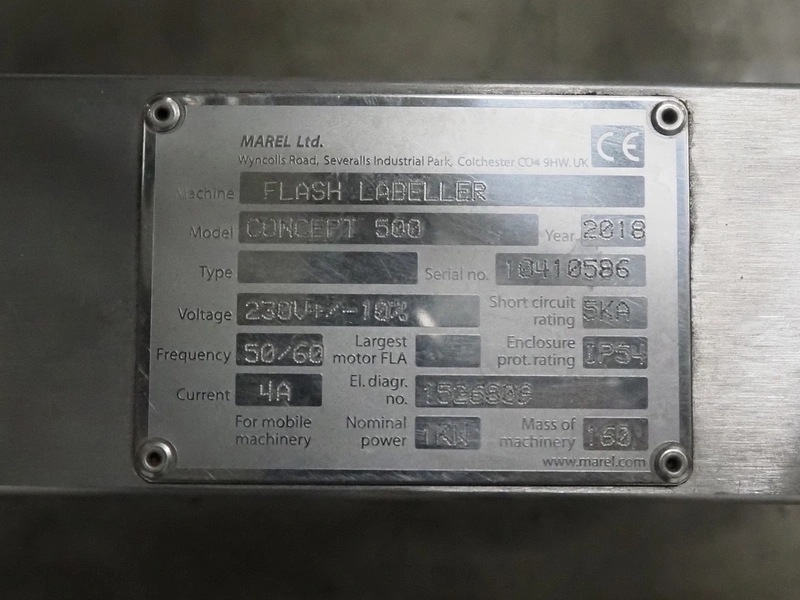 MAREL Ltd.
Wyncolls Road, Severalls Industrial Park, Colchester CO4 9HW. UK
CE
Machine FLASH LABELLER
Model CONCEPT 500 Year 2018
Type Serial no. 10410586
Voltage 230V+/-10% Short circuit rating 5KA
Frequency 50/60 Largest motor FLA Enclosure prot. rating IP54
Current 4A El. diagr. no. 1526809
For mobile machinery Nominal power 1KW Mass of machinery 160
www.marel.com